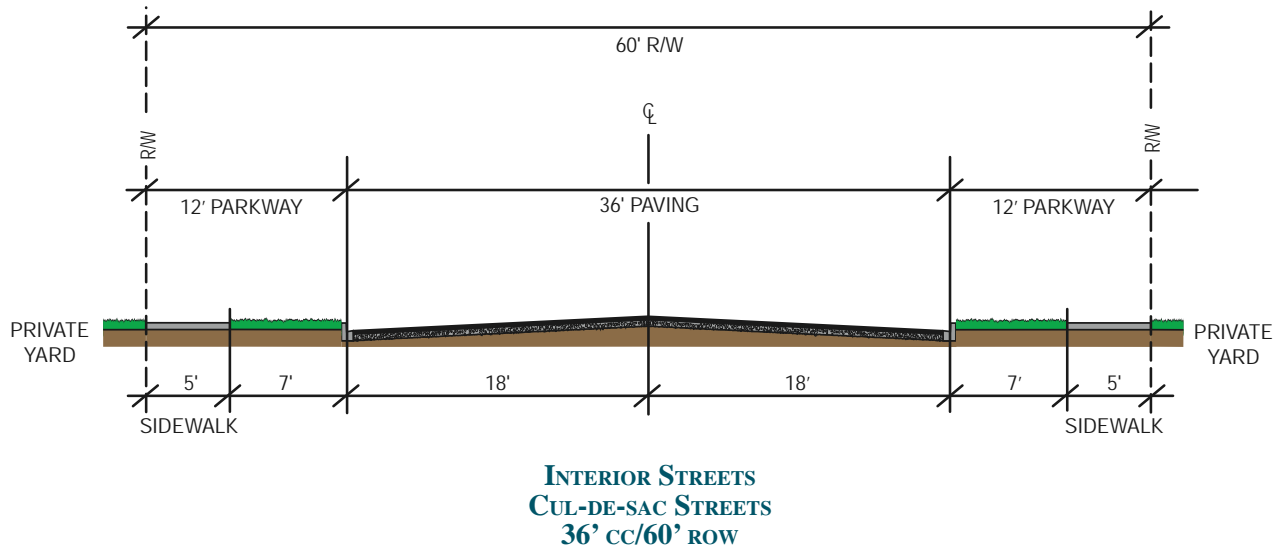 60' R/W
℄
R/W
R/W
12' PARKWAY
36' PAVING
12' PARKWAY
PRIVATE
YARD
PRIVATE
YARD
5'
7'
18'
18'
7'
5'
SIDEWALK
SIDEWALK
INTERIOR STREETS
CUL-DE-SAC STREETS
36' CC/60' ROW